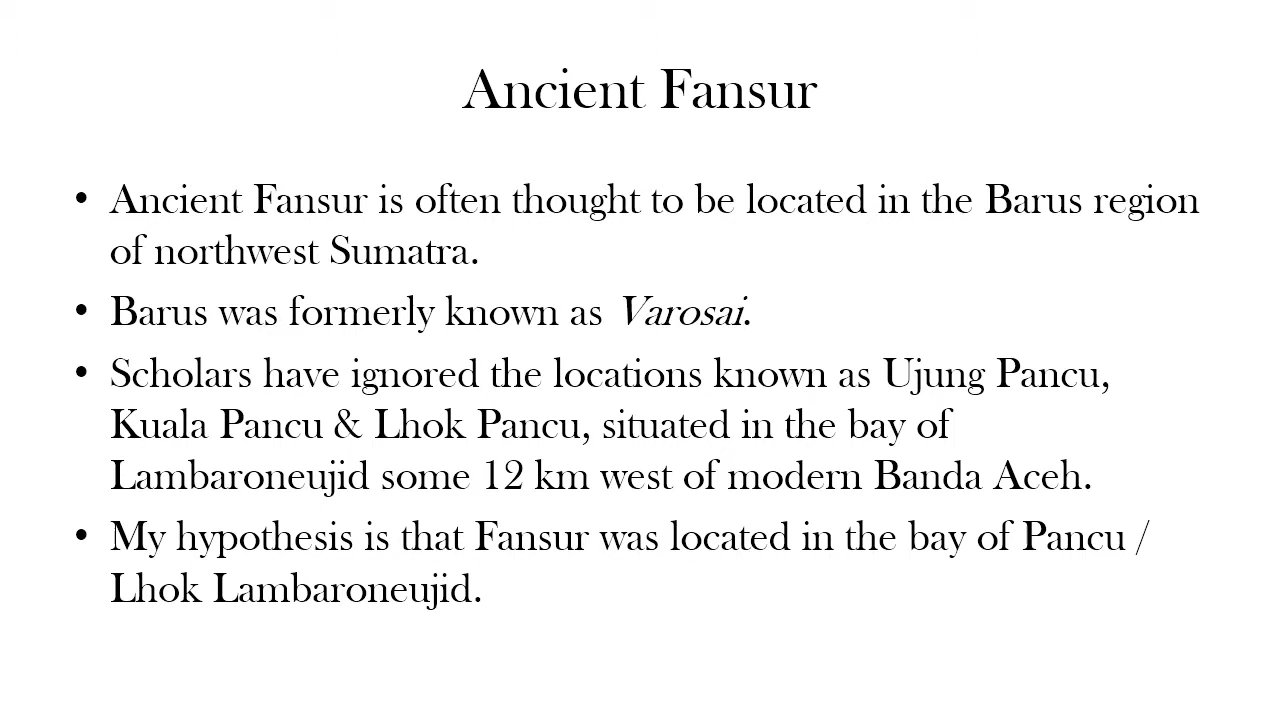 Ancient Fansur
• Ancient Fansur is often thought to be located in the Barus region
of northwest Sumatra.
• Barus was formerly known as Varosai.
• Scholars have ignored the locations known as Ujung Pancu,
Kuala Pancu & Lhok Pancu, situated in the bay of
Lambaroneujid some 12 km west of modern Banda Aceh.
• My hypothesis is that Fansur was located in the bay of Pancu /
Lhok Lambaroneujid.